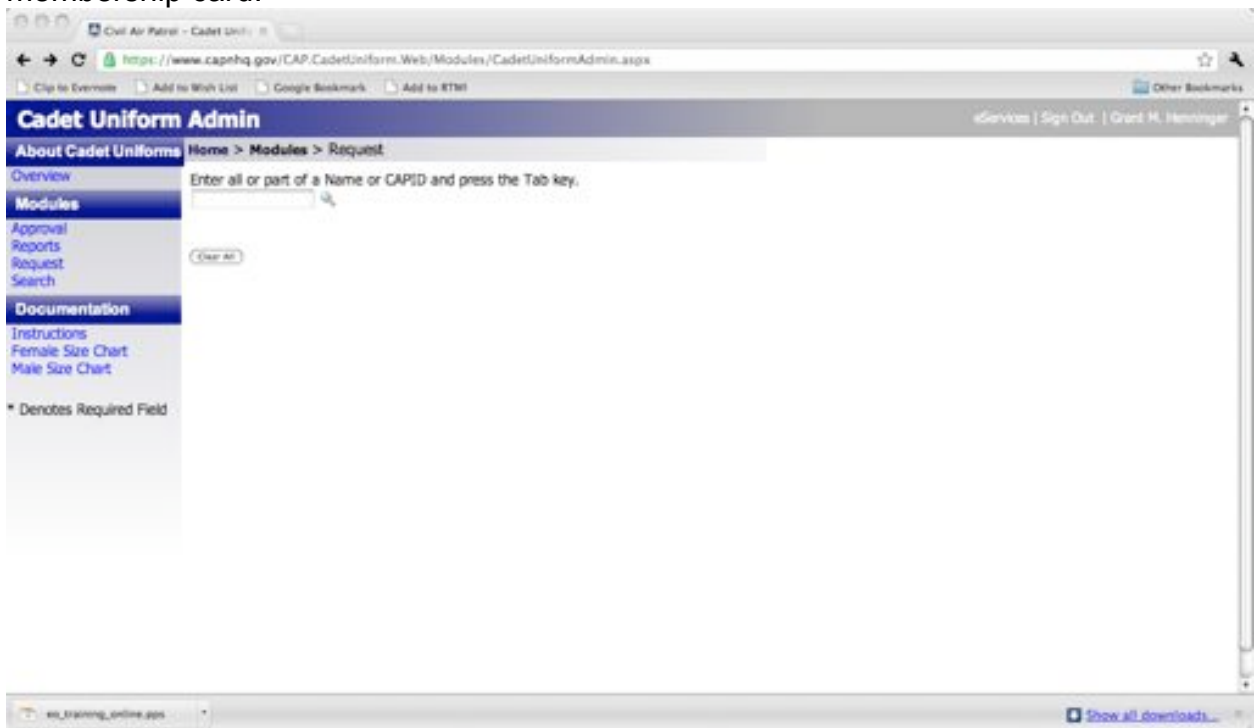 membership card.
Civil Air Patrol - Cadet Unif
https://www.capnhq.gov/CAP.CadetUniform.Web/Modules/CadetUniformAdmin.aspx
Clip to Evernote Add to Wish List Google Bookmark Add to RTM! Other Bookmarks
Cadet Uniform Admin eServices | Sign Out | Grant M. Henninger
About Cadet Uniforms Home > Modules > Request
Overview Enter all or part of a Name or CAPID and press the Tab key.
Modules
Approval
Reports
Request Clear All
Search
Documentation
Instructions
Female Size Chart
Male Size Chart
* Denotes Required Field
eo_training_online.pps Show all downloads...